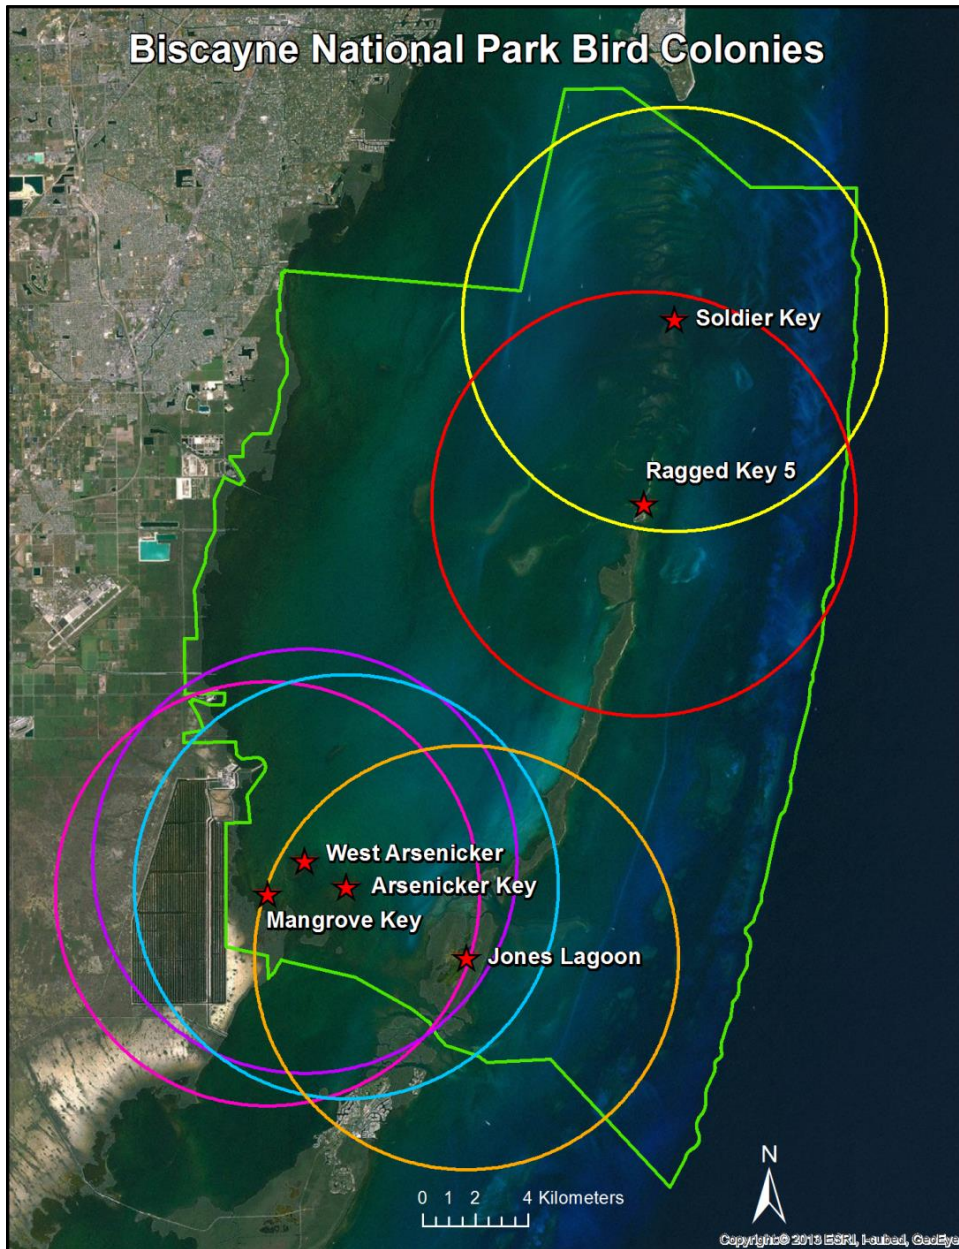 Biscayne National Park Bird Colonies
Soldier Key
Ragged Key 5
West Arsenicker
Arsenicker Key
Mangrove Key
Jones Lagoon
N
0 1 2 4 Kilometers
Copyright:© 2013 ESRI, i-cubed, GeoEye